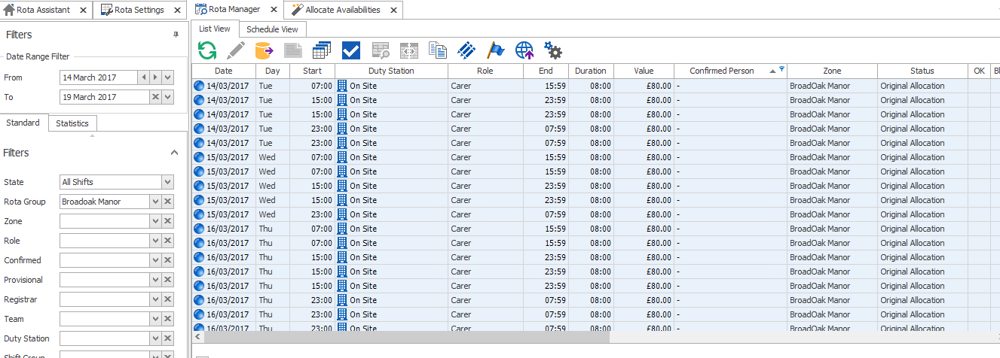 Rota Assistant Rota Settings Rota Manager Allocate Availabilities
Filters
Date Range Filter
From 14 March 2017
To 19 March 2017
Standard Statistics
Filters
State All Shifts
Rota Group Broadoak Manor
Zone
Role
Confirmed
Provisional
Registrar
Team
Duty Station
Shift Group
List View Schedule View
Date Day Start Duty Station Role End Duration Value Confirmed Person Zone Status OK
14/03/2017 Tue 07:00 On Site Carer 15:59 08:00 £80.00 - BroadOak Manor Original Allocation
14/03/2017 Tue 15:00 On Site Carer 23:59 08:00 £80.00 - BroadOak Manor Original Allocation
14/03/2017 Tue 15:00 On Site Carer 23:59 08:00 £80.00 - BroadOak Manor Original Allocation
14/03/2017 Tue 23:00 On Site Carer 07:59 08:00 £80.00 - BroadOak Manor Original Allocation
14/03/2017 Tue 23:00 On Site Carer 07:59 08:00 £80.00 - BroadOak Manor Original Allocation
15/03/2017 Wed 07:00 On Site Carer 15:59 08:00 £80.00 - BroadOak Manor Original Allocation
15/03/2017 Wed 07:00 On Site Carer 15:59 08:00 £80.00 - BroadOak Manor Original Allocation
15/03/2017 Wed 15:00 On Site Carer 23:59 08:00 £80.00 - BroadOak Manor Original Allocation
15/03/2017 Wed 15:00 On Site Carer 23:59 08:00 £80.00 - BroadOak Manor Original Allocation
15/03/2017 Wed 23:00 On Site Carer 07:59 08:00 £80.00 - BroadOak Manor Original Allocation
16/03/2017 Thu 07:00 On Site Carer 15:59 08:00 £80.00 - BroadOak Manor Original Allocation
16/03/2017 Thu 07:00 On Site Carer 15:59 08:00 £80.00 - BroadOak Manor Original Allocation
16/03/2017 Thu 15:00 On Site Carer 23:59 08:00 £80.00 - BroadOak Manor Original Allocation
16/03/2017 Thu 15:00 On Site Carer 23:59 08:00 £80.00 - BroadOak Manor Original Allocation
16/03/2017 Thu 15:00 On Site Carer 23:59 08:00 £80.00 - BroadOak Manor Original Allocation
16/03/2017 Thu 23:00 On Site Carer 07:59 08:00 £80.00 - BroadOak Manor Original Allocation
16/03/2017 Thu 23:00 On Site Carer 07:59 08:00 £80.00 - BroadOak Manor Original Allocation
16/03/2017 Thu 23:00 On Site Carer 07:59 08:00 £80.00 - BroadOak Manor Original Allocation